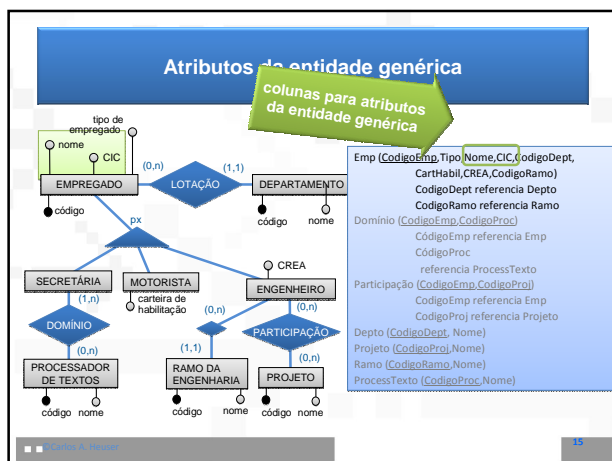 Atributos da entidade genérica
colunas para atributos
da entidade genérica
tipo de
empregado
nome
CIC
EMPREGADO
(0,n)
LOTAÇÃO
(1,1)
DEPARTAMENTO
código
código
nome
px
SECRETÁRIA
MOTORISTA
CREA
ENGENHEIRO
carteira de
habilitação
(1,n)
(0,n)
(0,n)
DOMÍNIO
PARTICIPAÇÃO
(0,n)
(1,1)
(0,n)
PROCESSADOR
DE TEXTOS
RAMO DA
ENGENHARIA
PROJETO
código
nome
código
nome
código
nome
Emp (CodigoEmp,Tipo,Nome,CIC,CodigoDept,
CartHabil,CREA,CodigoRamo)
CodigoDept referencia Depto
CodigoRamo referencia Ramo
Domínio (CodigoEmp,CodigoProc)
CódigoEmp referencia Emp
CódigoProc
referencia ProcessTexto
Participação (CodigoEmp,CodigoProj)
CodigoEmp referencia Emp
CodigoProj referencia Projeto
Depto (CodigoDept, Nome)
Projeto (CodigoProj,Nome)
Ramo (CodigoRamo,Nome)
ProcessTexto (CodigoProc,Nome)
©Carlos A. Heuser
15